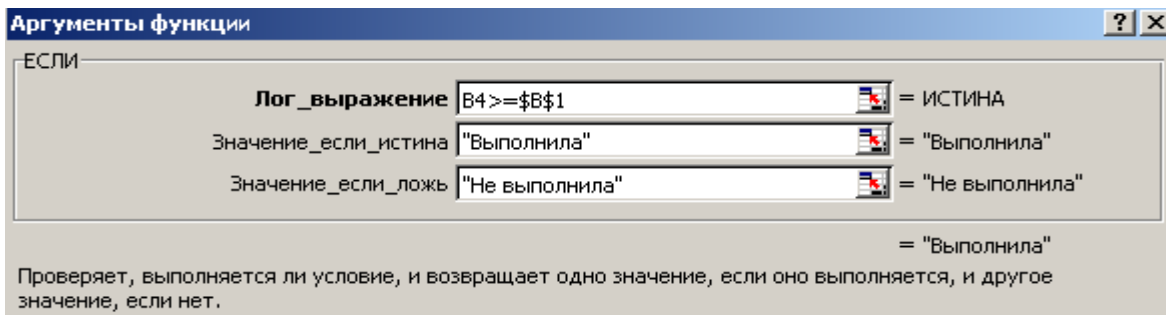 Аргументы функции
ЕСЛИ
Лог_выражение B4>=$B$1 = ИСТИНА
Значение_если_истина "Выполнила" = "Выполнила"
Значение_если_ложь "Не выполнила" = "Не выполнила"
= "Выполнила"
Проверяет, выполняется ли условие, и возвращает одно значение, если оно выполняется, и другое
значение, если нет.